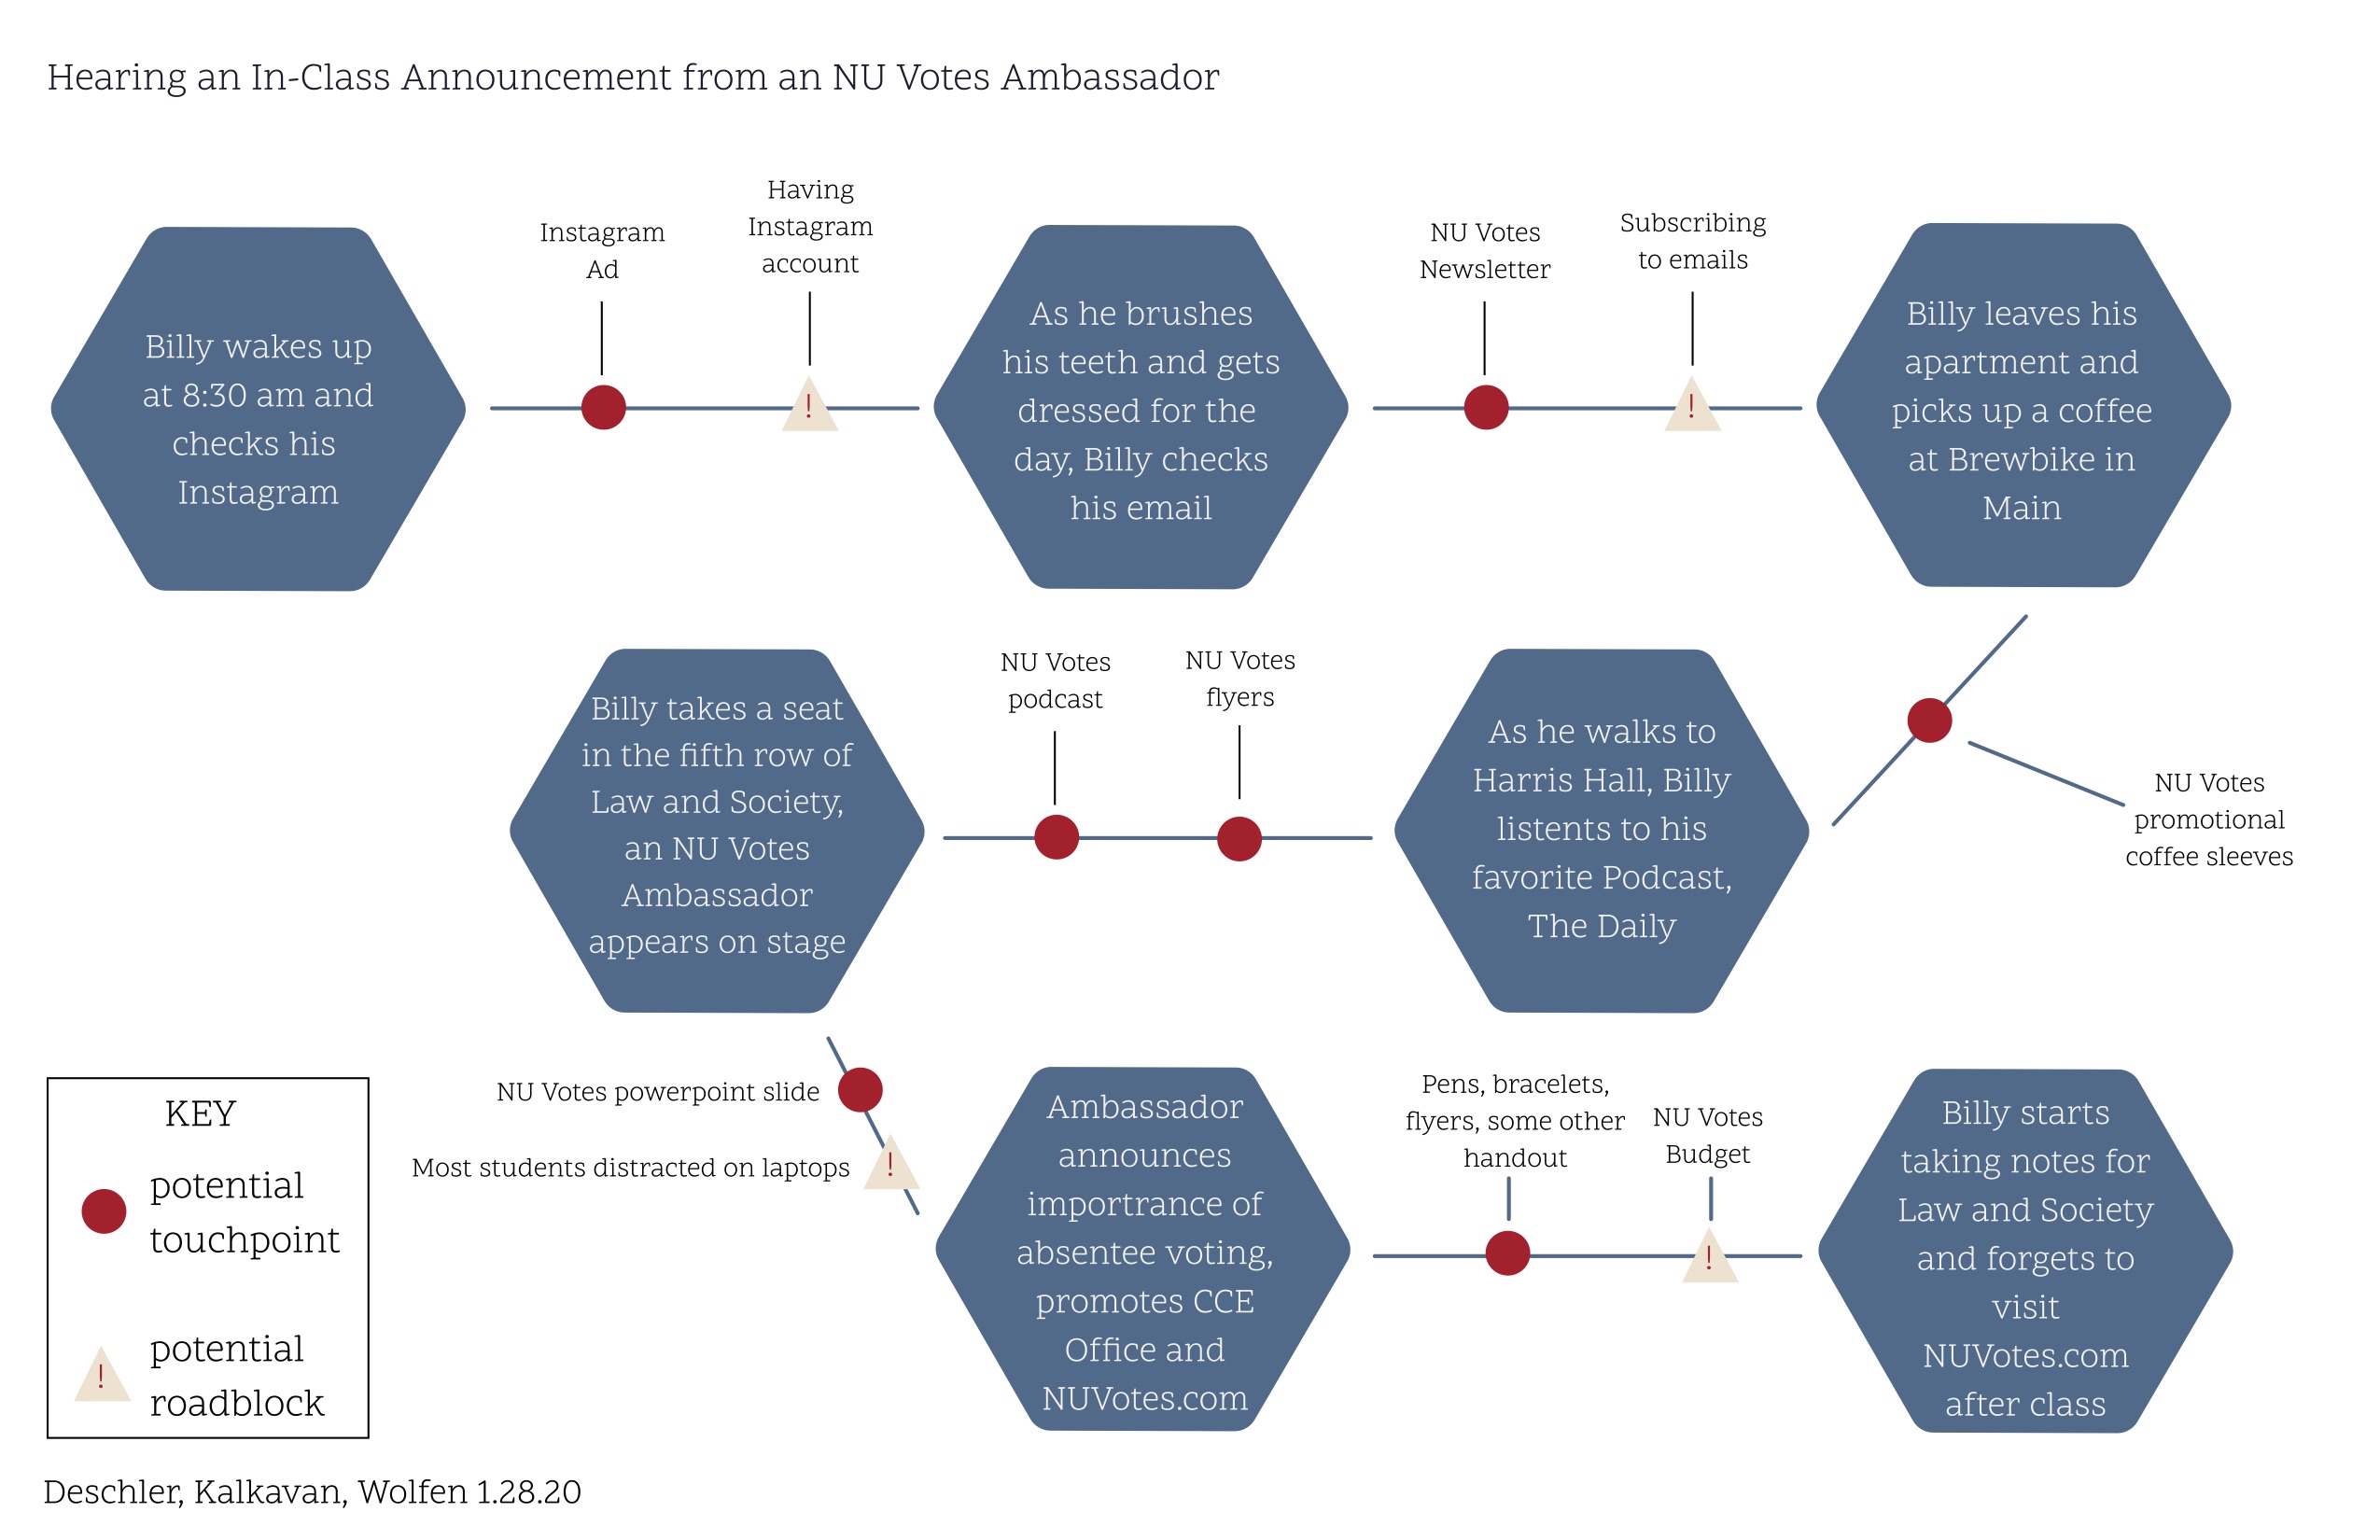 Hearing an In-Class Announcement from an NU Votes Ambassador
Billy wakes up
at 8:30 am and
checks his
Instagram
Instagram
Ad
Having
Instagram
account
As he brushes
his teeth and gets
dressed for the
day, Billy checks
his email
NU Votes
Newsletter
Subscribing
to emails
Billy leaves his
apartment and
picks up a coffee
at Brewbike in
Main
NU Votes
promotional
coffee sleeves
As he walks to
Harris Hall, Billy
listents to his
favorite Podcast,
The Daily
NU Votes
flyers
NU Votes
podcast
Billy takes a seat
in the fifth row of
Law and Society,
an NU Votes
Ambassador
appears on stage
NU Votes powerpoint slide
!
Most students distracted on laptops
Ambassador
announces
importrance of
absentee voting,
promotes CCE
Office and
NUVotes.com
Pens, bracelets,
flyers, some other
handout
NU Votes
Budget
Billy starts
taking notes for
Law and Society
and forgets to
visit
NUVotes.com
after class
KEY
potential
touchpoint
!
potential
roadblock
Deschler, Kalkavan, Wolfen 1.28.20